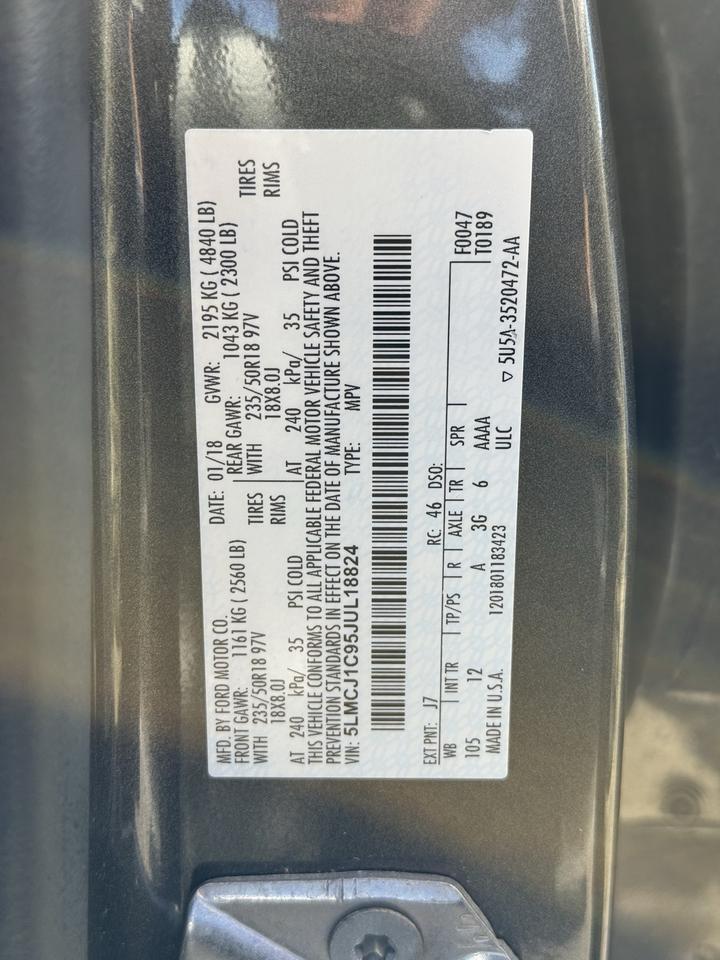 MFD. BY FORD MOTOR CO.
DATE: 01/18 GVWR: 2195 KG ( 4840 LB)
FRONT GAWR: 1161 KG ( 2560 LB)
REAR GAWR: 1043 KG ( 2300 LB)
WITH 235/50R18 97V TIRES
WITH 235/50R18 97V TIRES
18X8.0J RIMS
18X8.0J RIMS
AT 240 kPa/ 35 PSI COLD
AT 240 kPa/ 35 PSI COLD
THIS VEHICLE CONFORMS TO ALL APPLICABLE FEDERAL MOTOR VEHICLE SAFETY AND THEFT
PREVENTION STANDARDS IN EFFECT ON THE DATE OF MANUFACTURE SHOWN ABOVE.
VIN: 5LMCJ1C95JUL18824 TYPE: MPV
EXT PNT: J7 RC: 46 DSO: F0047
WB INT TR TP/PS R AXLE TR SPR T0189
105 12 A 3G 6 AAAA
MADE IN U.S.A. 1201801183423 ULC
▽ 5U5A-3520472-AA